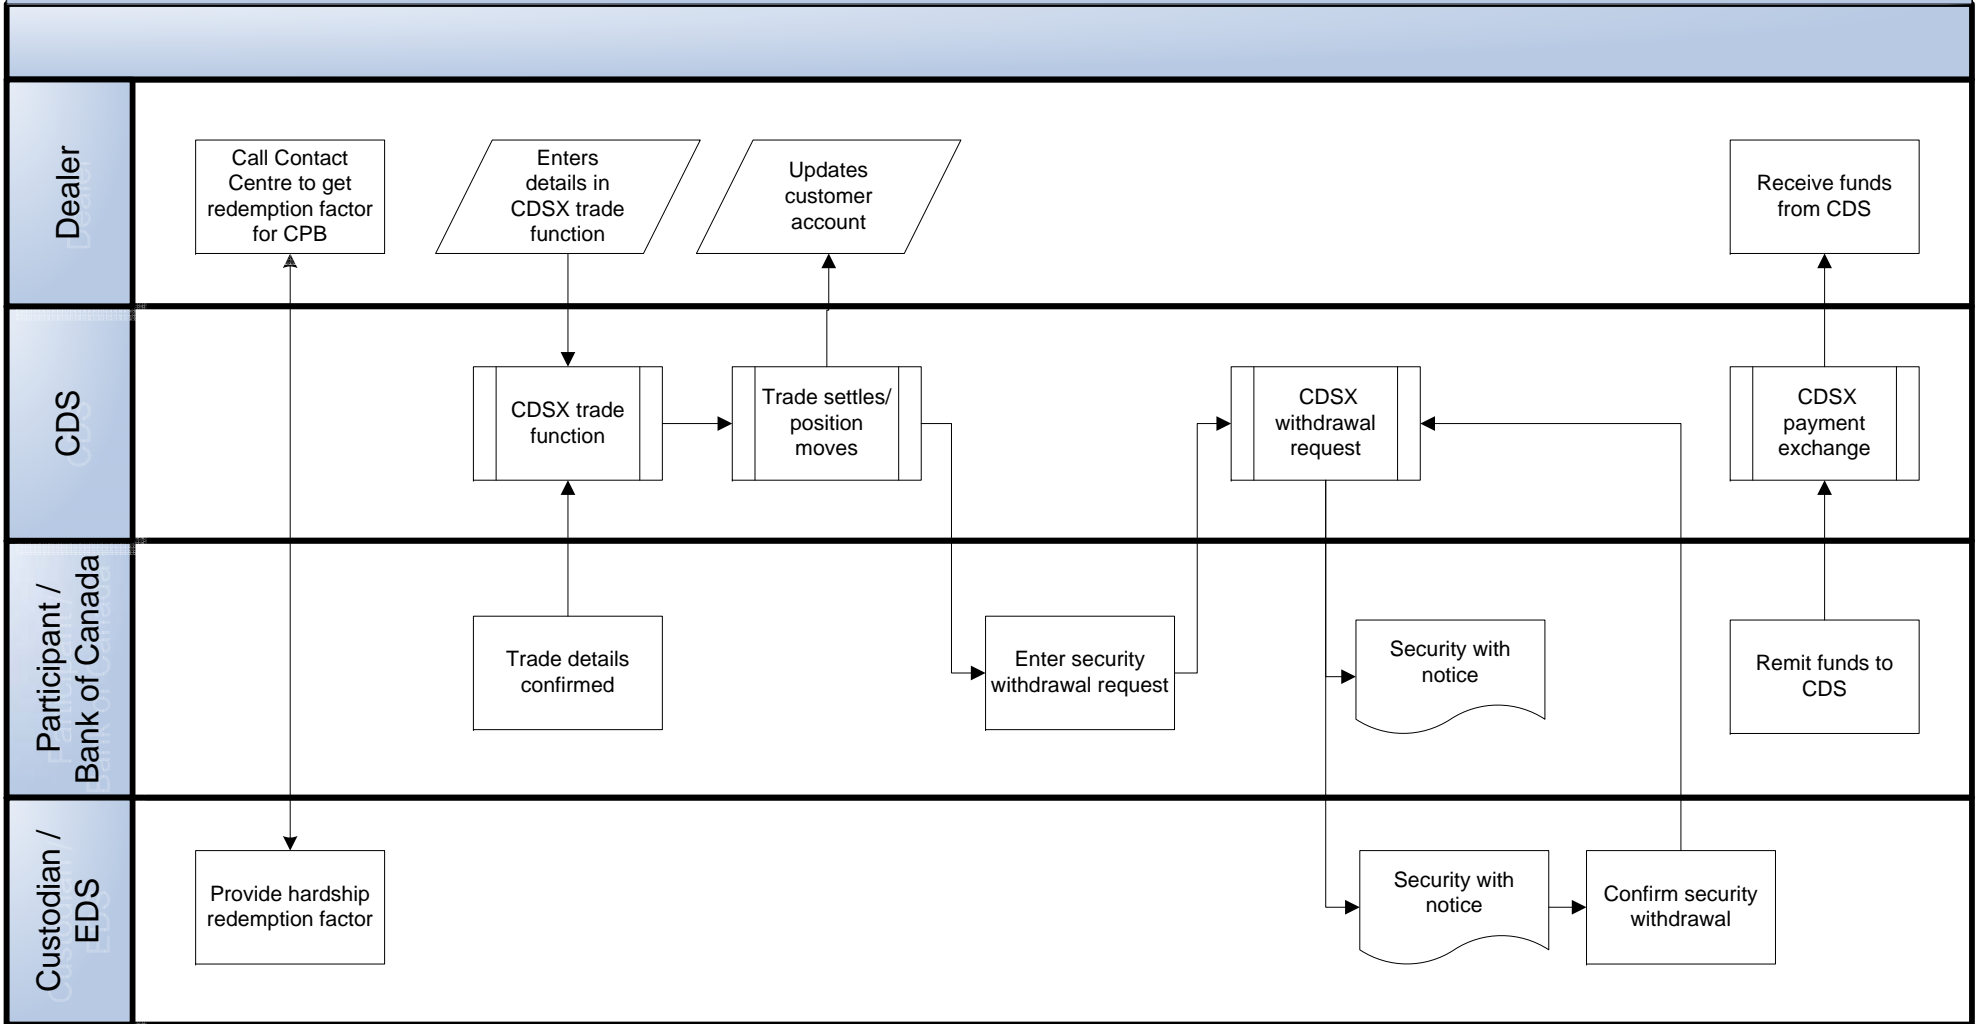 Dealer
Call Contact
Centre to get
redemption factor
for CPB
Enters
details in
CDSX trade
function
Updates
customer
account
Receive funds
from CDS
CDS
CDSX trade
function
Trade settles/
position
moves
CDSX
withdrawal
request
CDSX
payment
exchange
Participant /
Bank of Canada
Trade details
confirmed
Enter security
withdrawal request
Security with
notice
Remit funds to
CDS
Custodian /
EDS
Provide hardship
redemption factor
Security with
notice
Confirm security
withdrawal